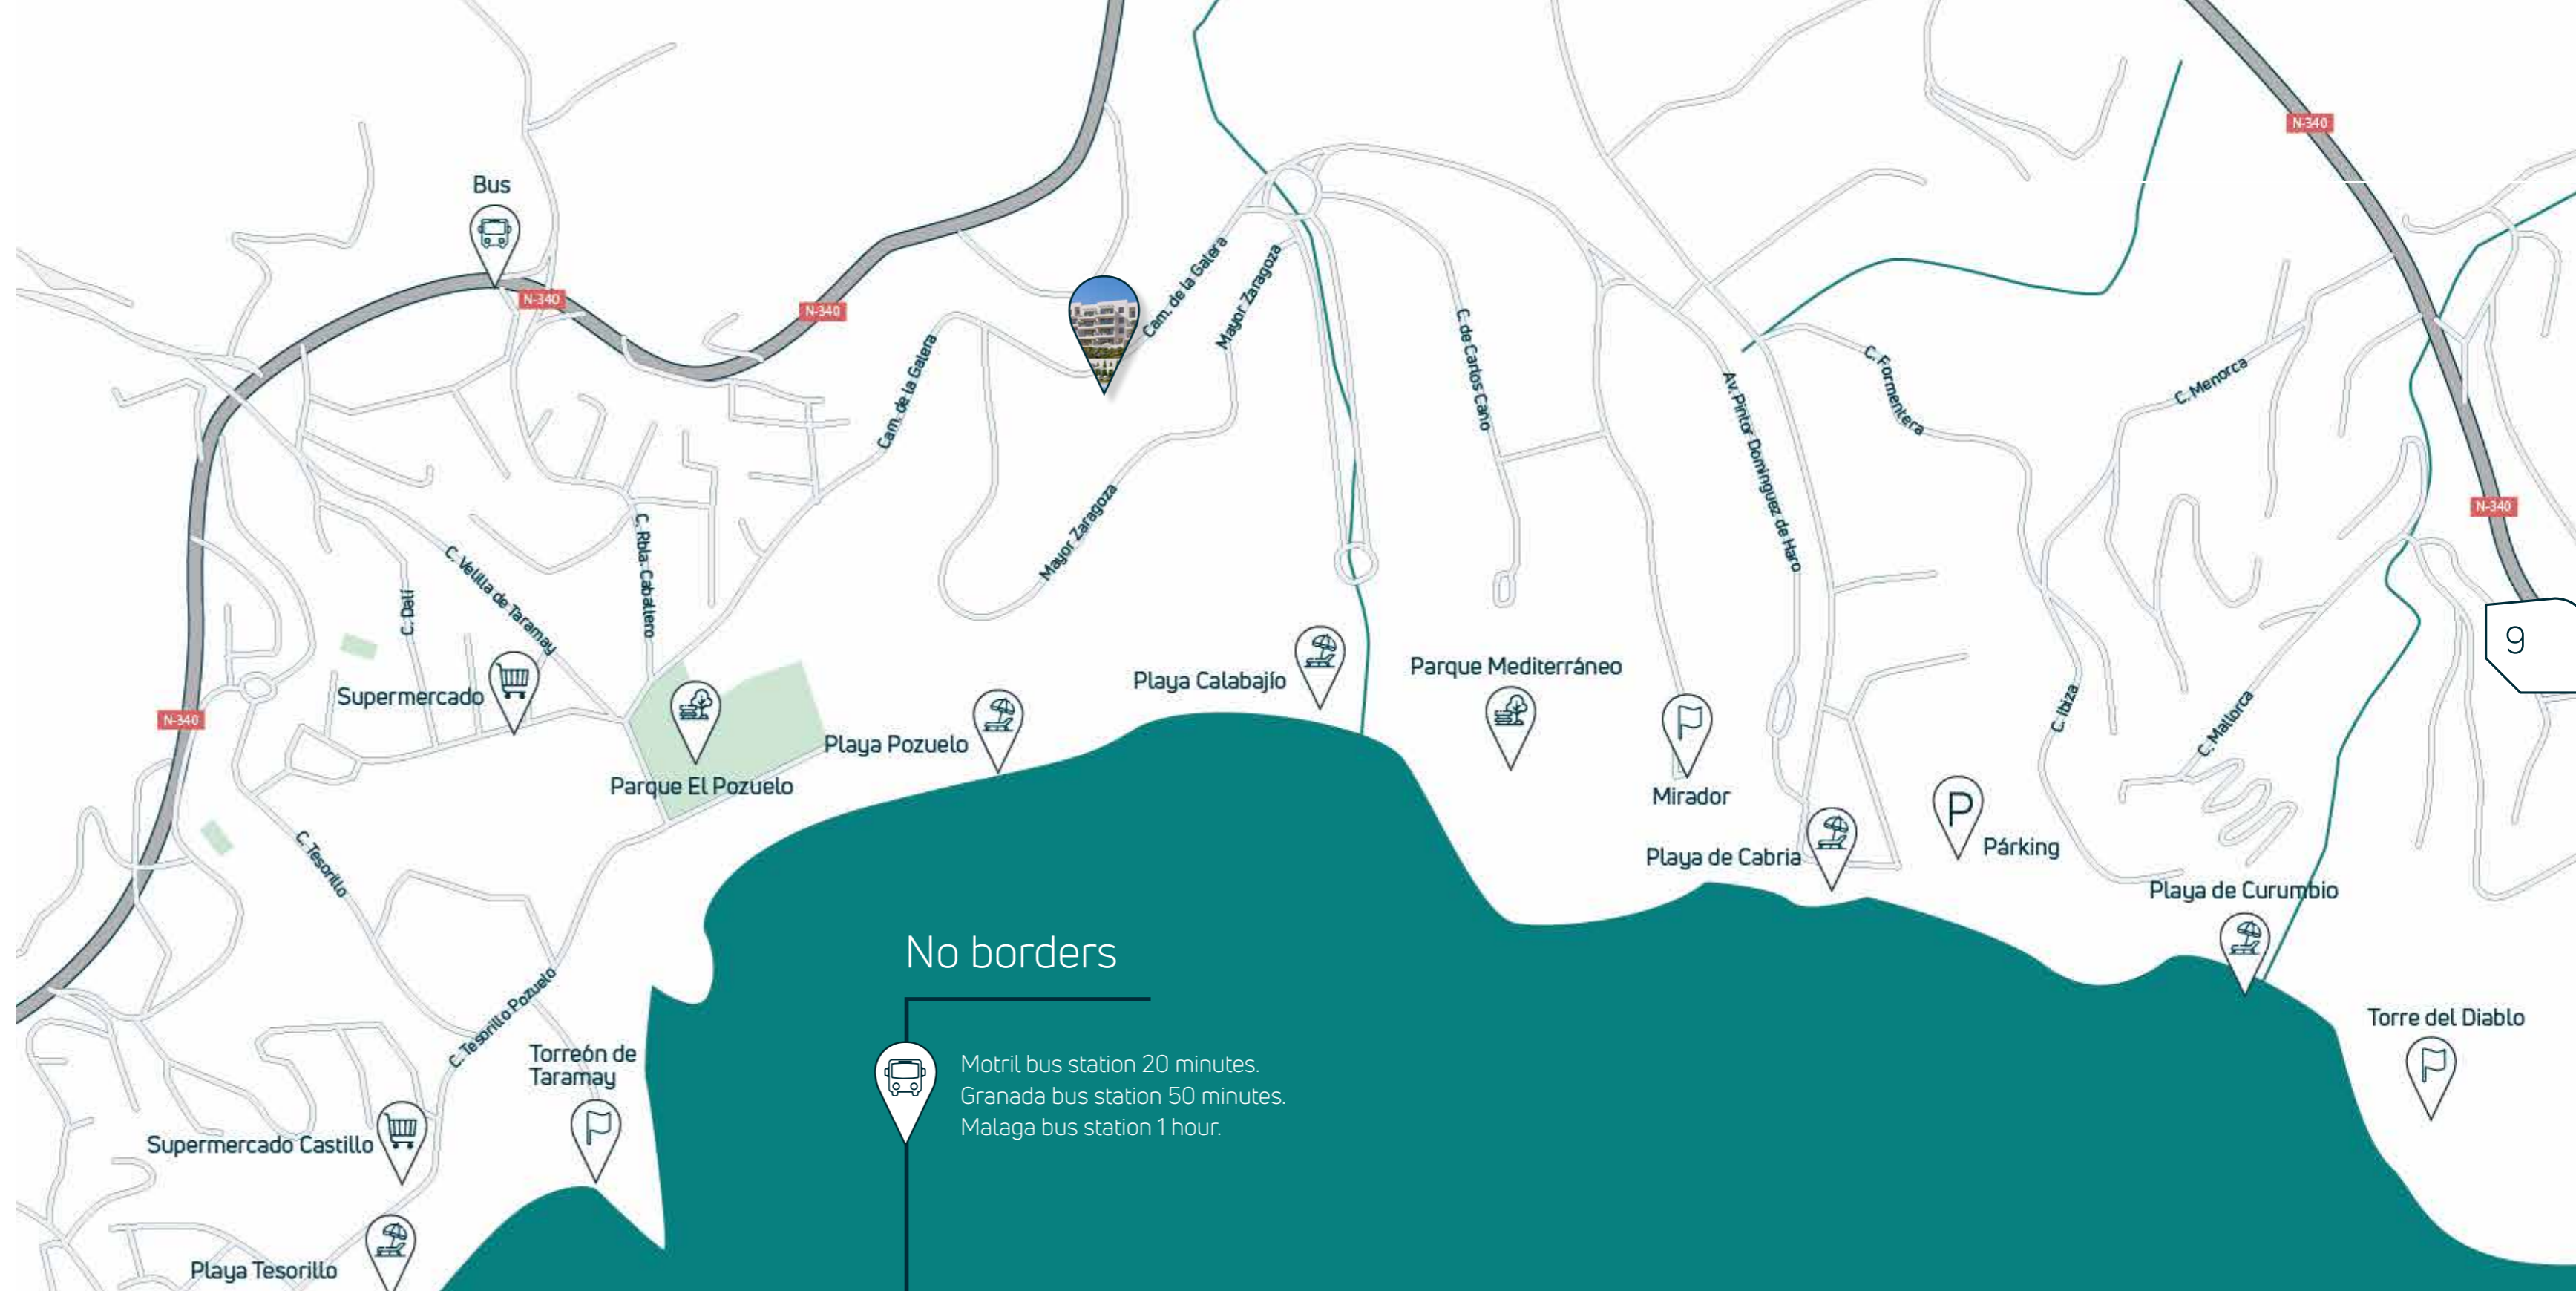 N-340
Bus
N-340
N-340
Cam. de la Galera
Mayor Zaragoza
Cam. de la Galera
C. de Carlos Cano
Av. Pintor Dominguez de Haro
C. Formentera
C. Menorca
N-340
C. Velilla de Taramay
C. Rbla. Caballero
C. Dalí
Mayor Zaragoza
9
Supermercado
Playa Calabajío
Parque Mediterráneo
N-340
Playa Pozuelo
Parque El Pozuelo
Mirador
C. Ibiza
C. Mallorca
P
Párking
Playa de Cabria
C. Tesorillo
Playa de Curumbio
No borders
C. Tesorillo Pozuelo
Torreón de
Taramay
Torre del Diablo
Motril bus station 20 minutes.
Granada bus station 50 minutes.
Malaga bus station 1 hour.
Supermercado Castillo
Playa Tesorillo